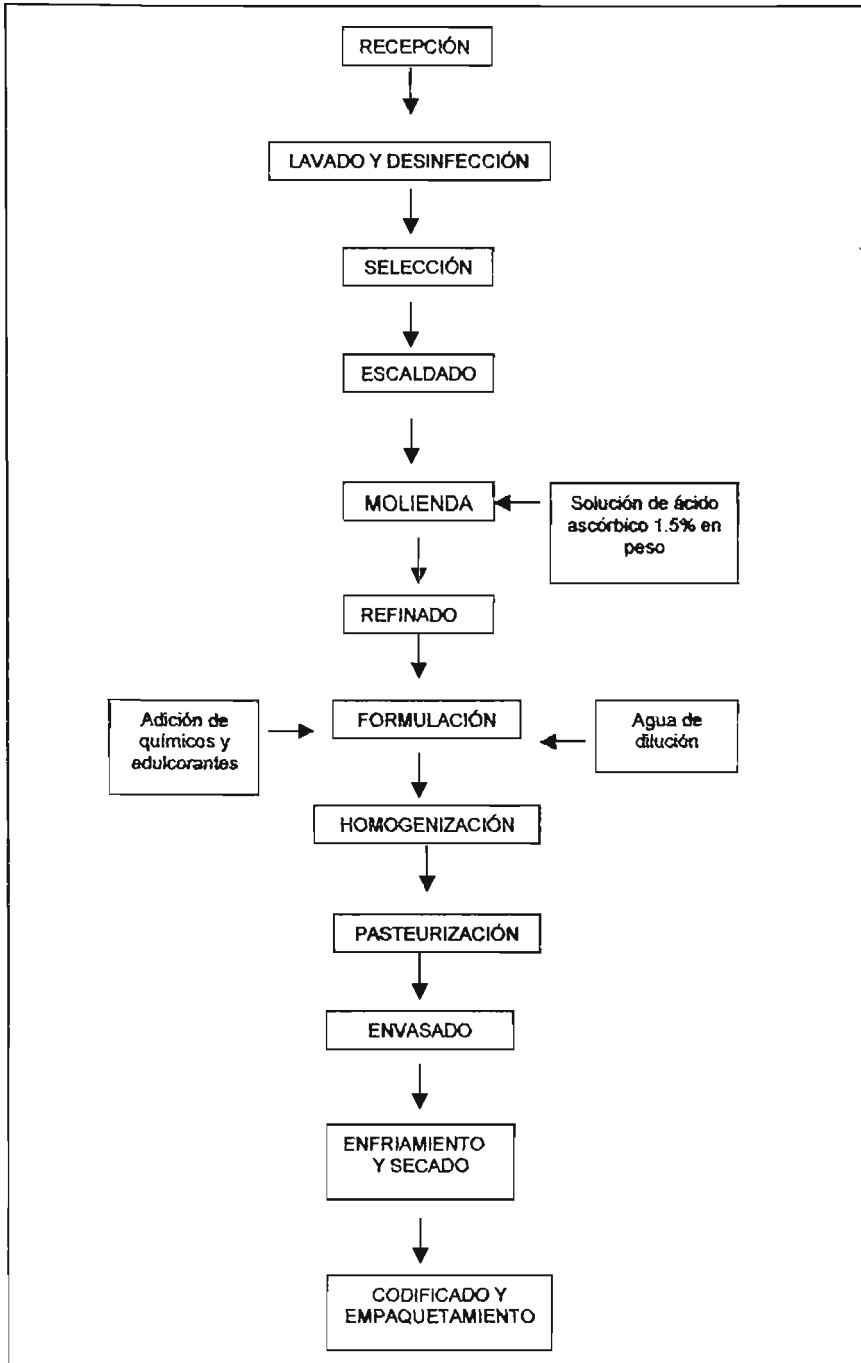 RECEPCIÓN
LAVADO Y DESINFECCIÓN
SELECCIÓN
ESCALDADO
MOLIENDA
Solución de ácido
ascórbico 1.5% en
peso
REFINADO
Adición de
químicos y
edulcorantes
FORMULACIÓN
Agua de
dilución
HOMOGENIZACIÓN
PASTEURIZACIÓN
ENVASADO
ENFRIAMIENTO
Y SECADO
CODIFICADO Y
EMPAQUETAMIENTO